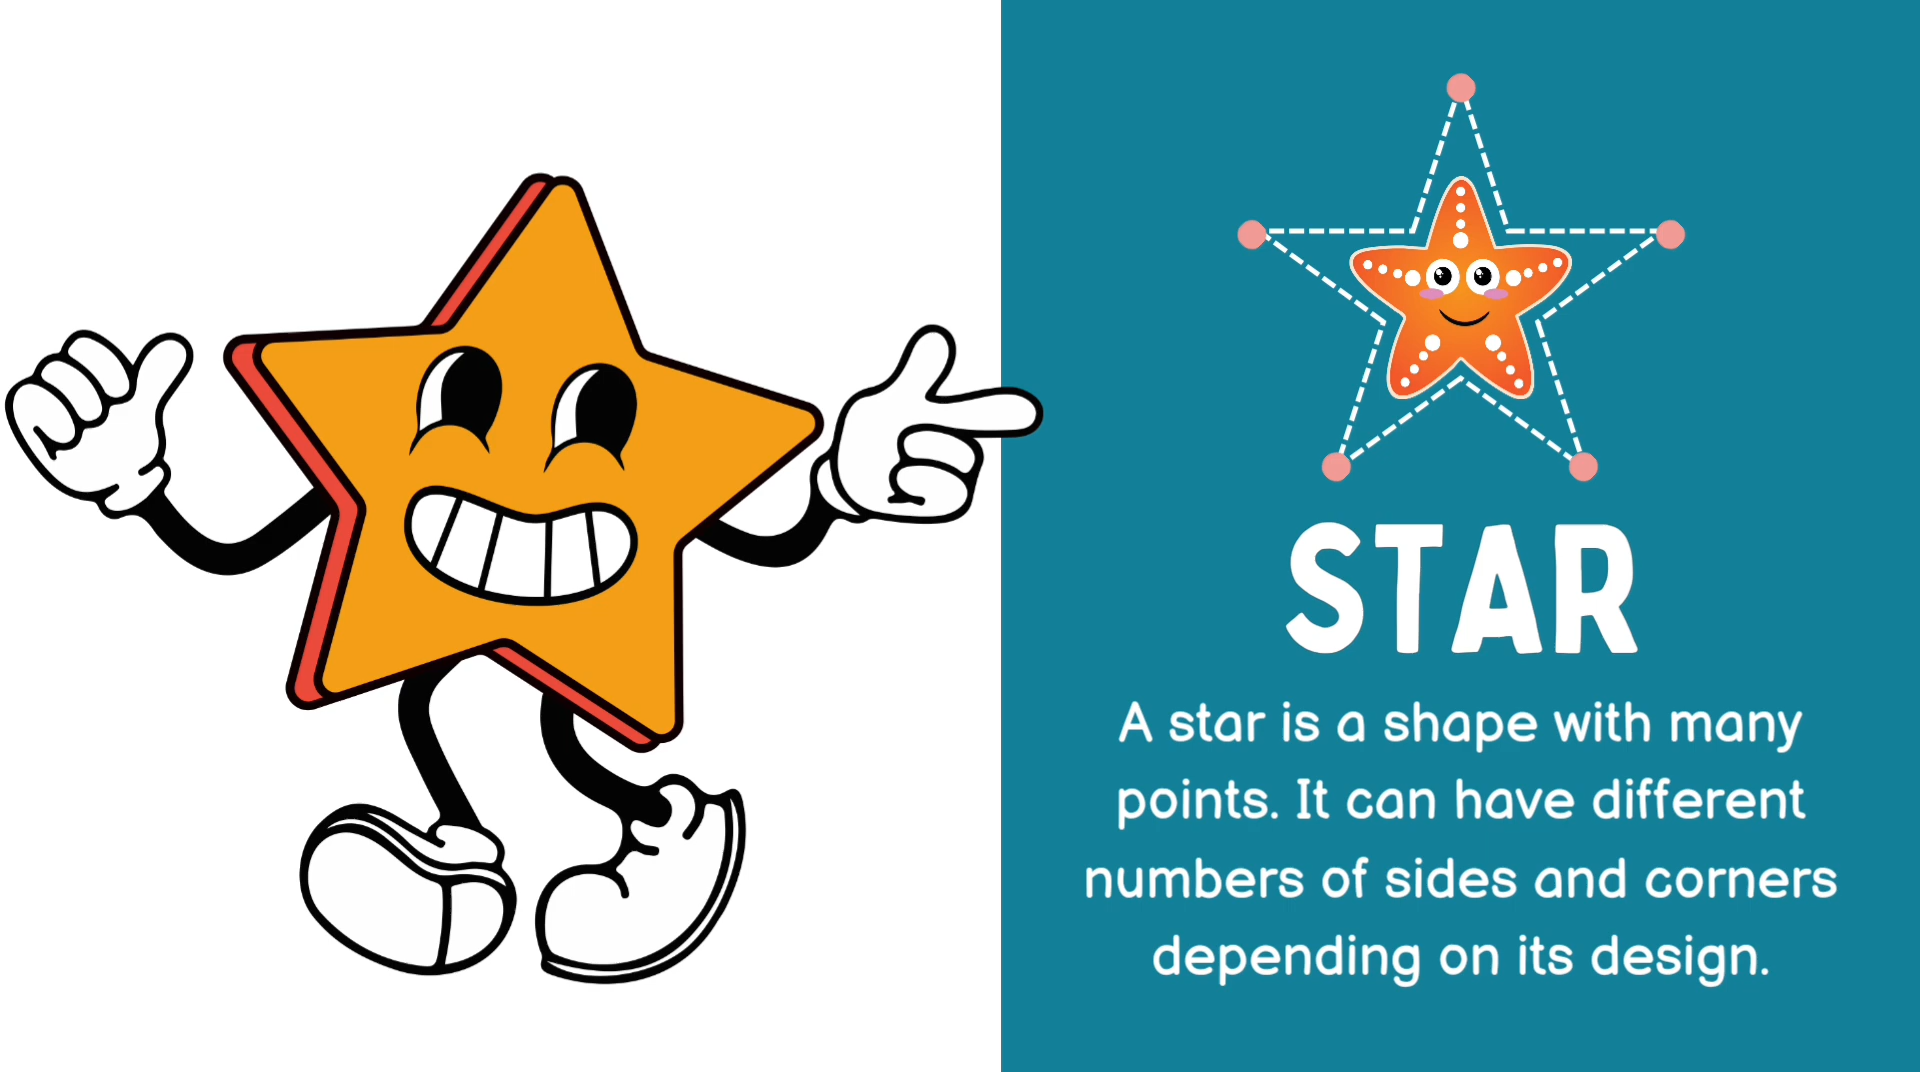 STAR
A star is a shape with many
points. It can have different
numbers of sides and corners
depending on its design.